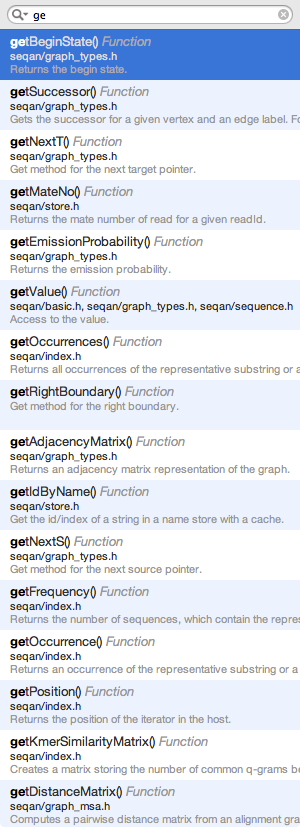 ge
getBeginState() Function
seqan/graph_types.h
Returns the begin state.
getSuccessor() Function
seqan/graph_types.h
Gets the successor for a given vertex and an edge label. Fo
getNextT() Function
seqan/graph_types.h
Get method for the next target pointer.
getMateNo() Function
seqan/store.h
Returns the mate number of read for a given readId.
getEmissionProbability() Function
seqan/graph_types.h
Returns the emission probability.
getValue() Function
seqan/basic.h, seqan/graph_types.h, seqan/sequence.h
Access to the value.
getOccurrences() Function
seqan/index.h
Returns all occurrences of the representative substring or a
getRightBoundary() Function
Get method for the right boundary.
getAdjacencyMatrix() Function
seqan/graph_types.h
Returns an adjacency matrix representation of the graph.
getIdByName() Function
seqan/store.h
Get the id/index of a string in a name store with a cache.
getNextS() Function
seqan/graph_types.h
Get method for the next source pointer.
getFrequency() Function
seqan/index.h
Returns the number of sequences, which contain the repres
getOccurrence() Function
seqan/index.h
Returns an occurrence of the representative substring or a
getPosition() Function
seqan/index.h
Returns the position of the iterator in the host.
getKmerSimilarityMatrix() Function
seqan/index.h
Creates a matrix storing the number of common q-grams be
getDistanceMatrix() Function
seqan/graph_msa.h
Computes a pairwise distance matrix from an alignment gra